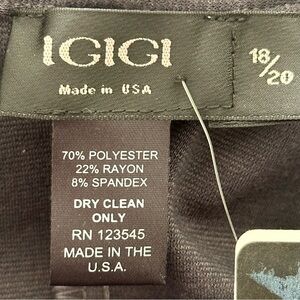 IGIGI
Made in USA
18/20
70% POLYESTER
22% RAYON
8% SPANDEX
DRY CLEAN
ONLY
RN 123545
MADE IN THE
U.S.A.